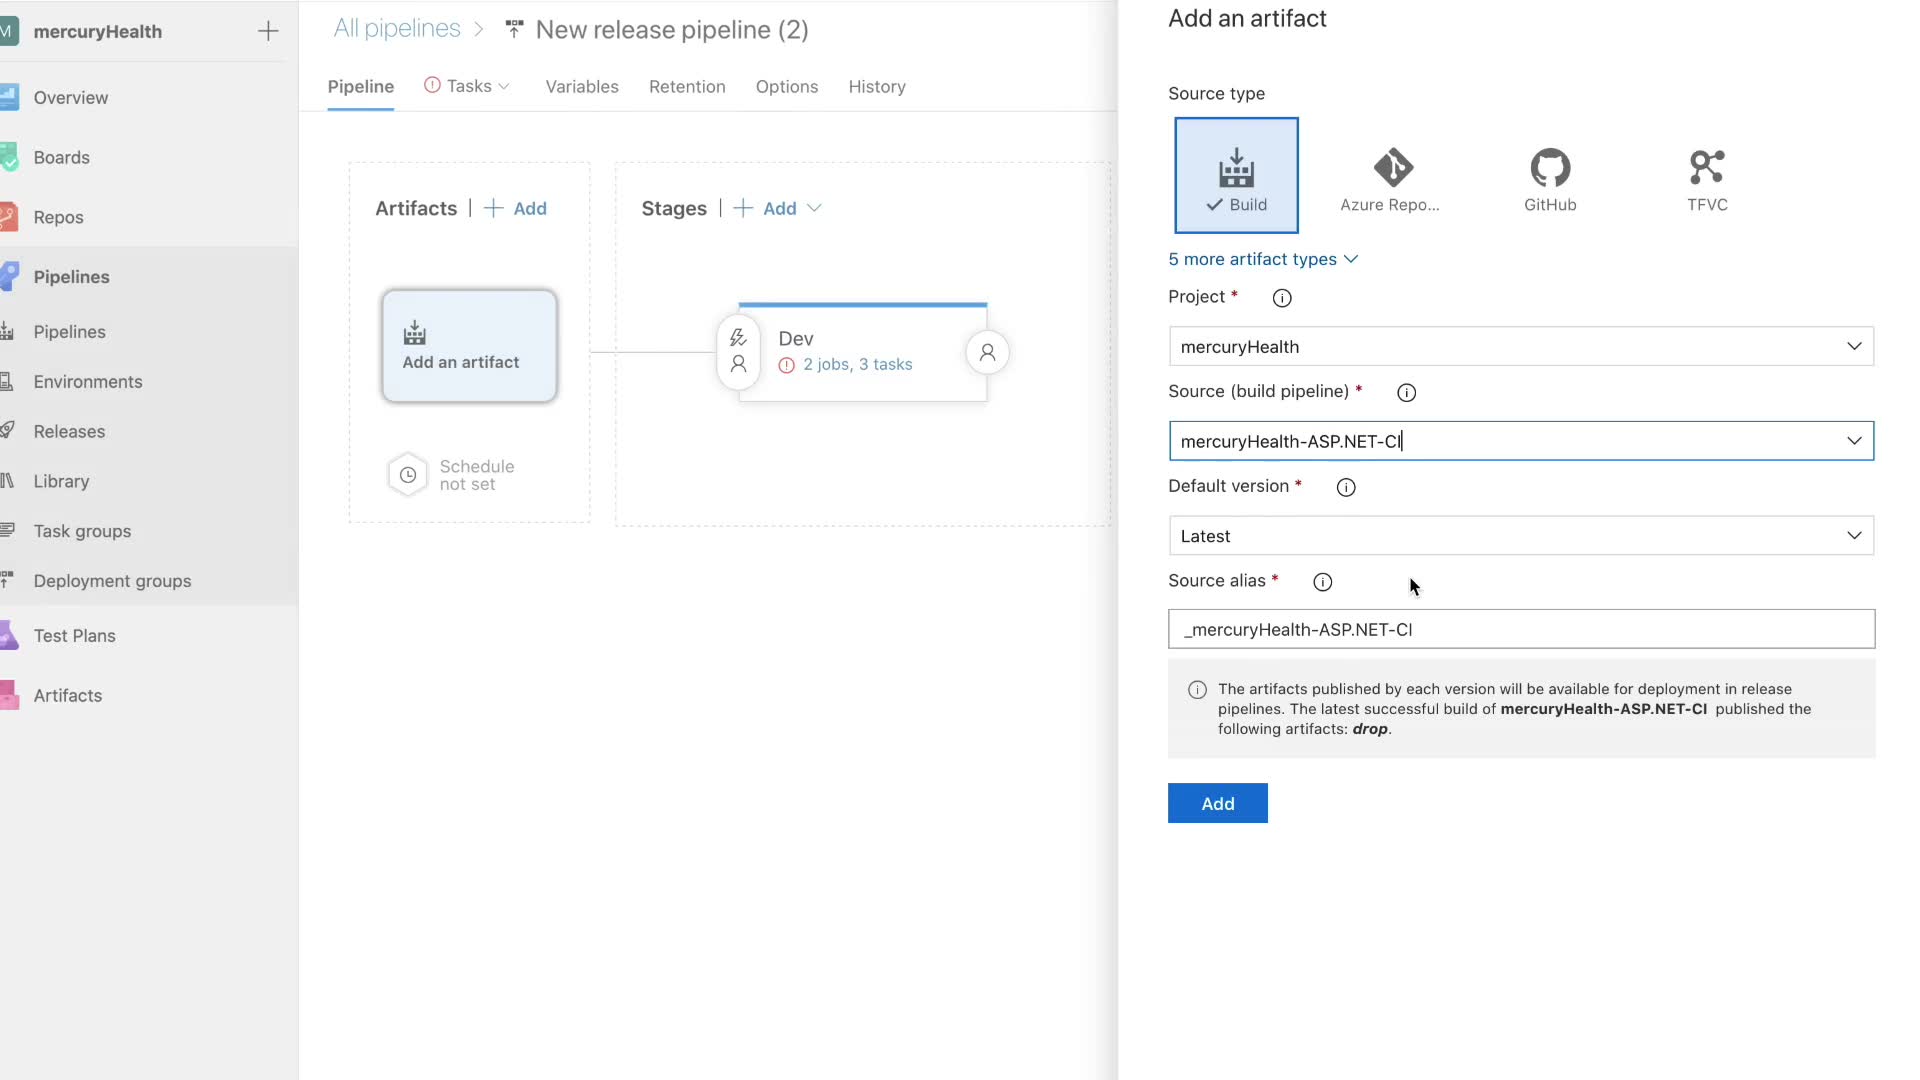 M mercuryHealth
Overview
Boards
Repos
Pipelines
Pipelines
Environments
Releases
Library
Task groups
Deployment groups
Test Plans
Artifacts
All pipelines > New release pipeline (2)
Pipeline Tasks Variables Retention Options History
Artifacts | + Add
Add an artifact
Schedule
not set
Stages | + Add
Dev
2 jobs, 3 tasks
Add an artifact
Source type
Build
Azure Repo...
GitHub
TFVC
5 more artifact types
Project *
mercuryHealth
Source (build pipeline) *
mercuryHealth-ASP.NET-CI
Default version *
Latest
Source alias *
_mercuryHealth-ASP.NET-CI
The artifacts published by each version will be available for deployment in release
pipelines. The latest successful build of mercuryHealth-ASP.NET-CI published the
following artifacts: drop.
Add